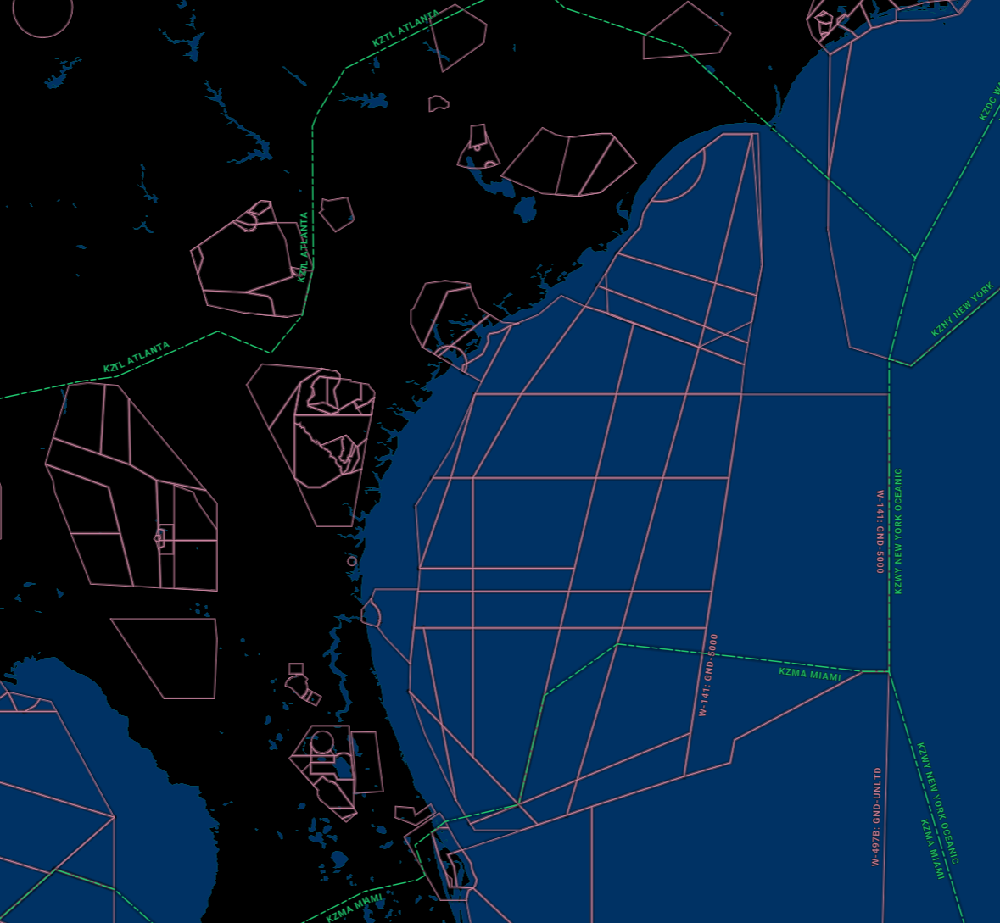 KZTL ATLANTA
KZDC WA
KZTL ATLANTA
KZNY NEW YORK
KZTL ATLANTA
W-141: GND-5000
KZWY NEW YORK OCEANIC
W-141: GND-5000
KZMA MIAMI
KZWY NEW YORK OCEANIC
KZMA MIAMI
W-497B: GND-UNLTD
KZMA MIAMI